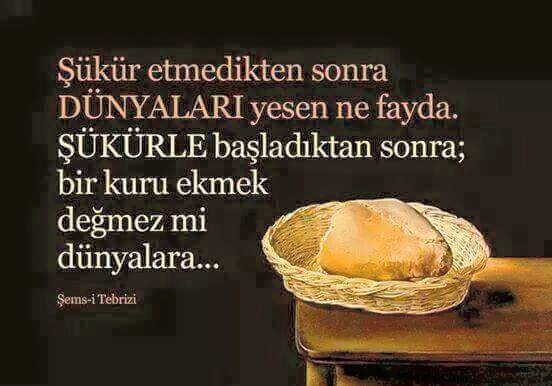 Şükür etmedikten sonra
DÜNYALARI yesen ne fayda.
ŞÜKÜRLE başladıktan sonra;
bir kuru ekmek
değmez mi
dünyalara...
Şems-i Tebrizi